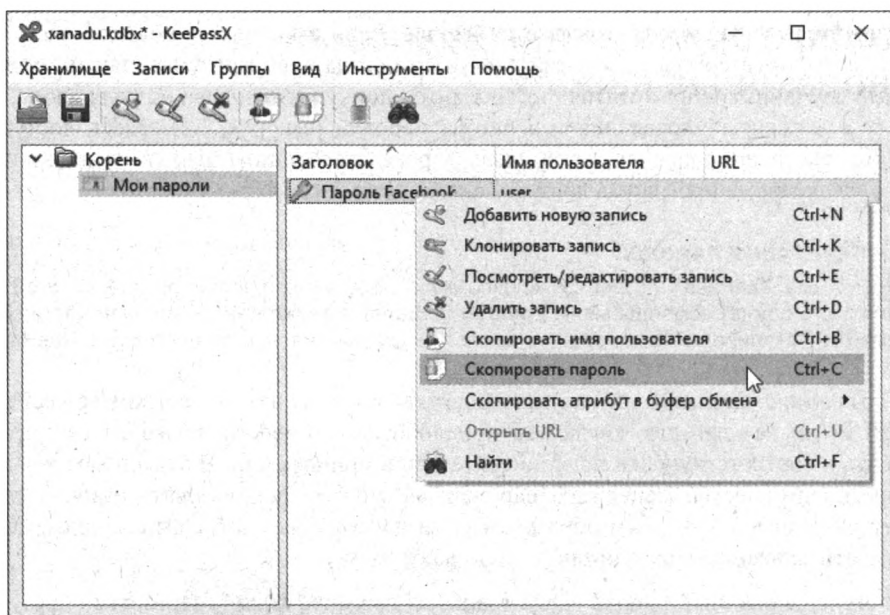 xanadu.kdbx* - KeePassX
Хранилище Записи Группы Вид Инструменты Помощь
Корень
Мои пароли
Заголовок Имя пользователя URL
Пароль Facebook user
Добавить новую запись Ctrl+N
Клонировать запись Ctrl+K
Посмотреть/редактировать запись Ctrl+E
Удалить запись Ctrl+D
Скопировать имя пользователя Ctrl+B
Скопировать пароль Ctrl+C
Скопировать атрибут в буфер обмена
Открыть URL Ctrl+U
Найти Ctrl+F